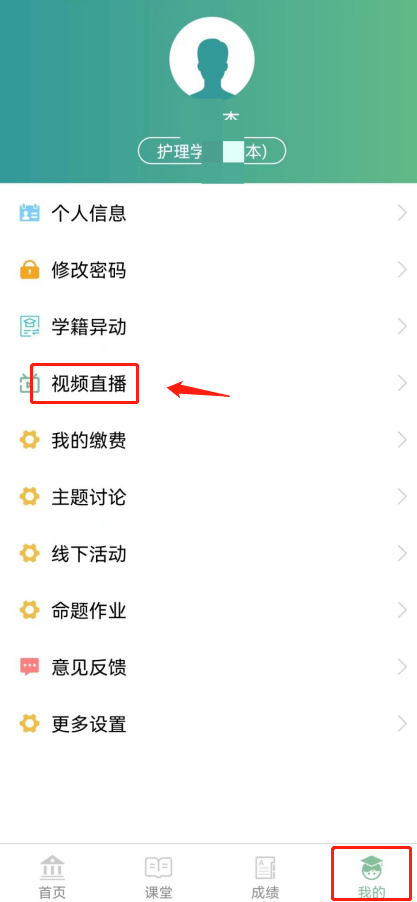 护理学 本)
个人信息
修改密码
学籍异动
视频直播
我的缴费
主题讨论
线下活动
命题作业
意见反馈
更多设置
首页 课堂 成绩 我的